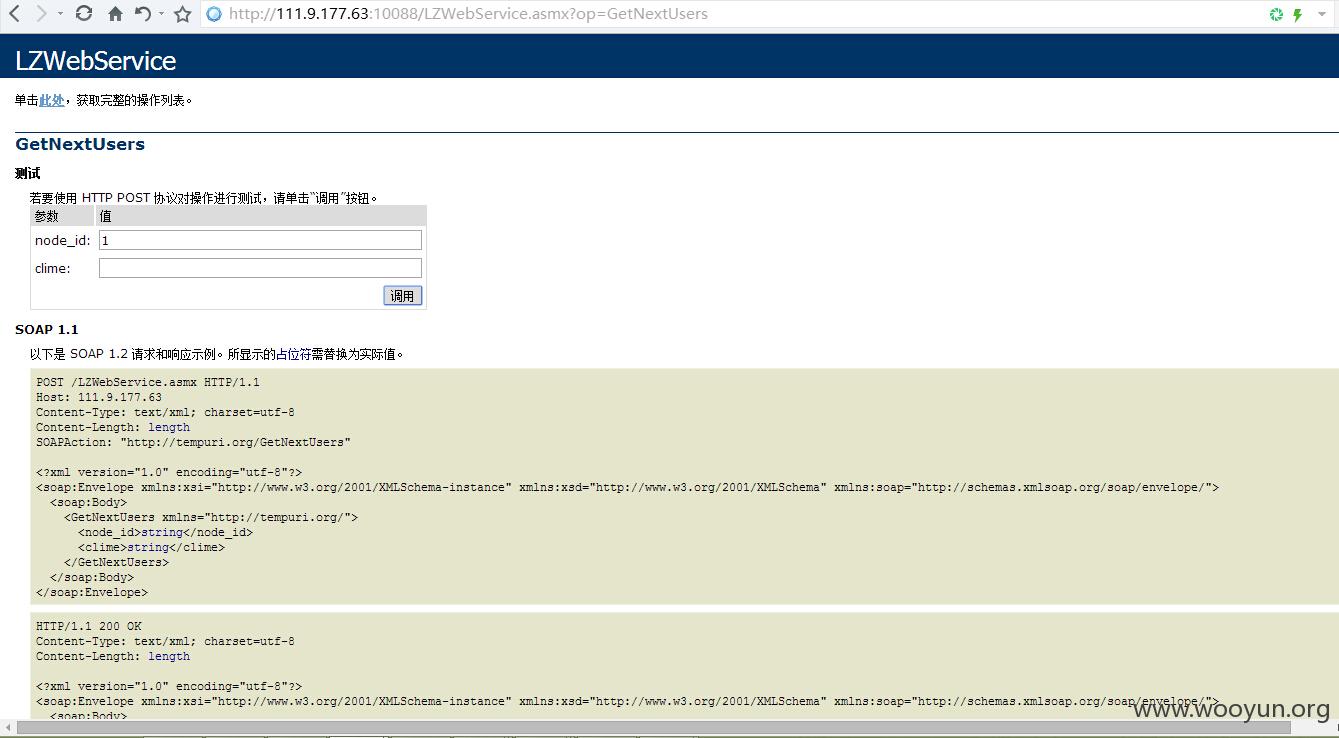 http://111.9.177.63:10088/LZWebService.asmx?op=GetNextUsers
LZWebService
单击此处，获取完整的操作列表。
GetNextUsers
测试
若要使用 HTTP POST 协议对操作进行测试，请单击“调用”按钮。
参数 值
node_id: 1
clime:
调用
SOAP 1.1
以下是 SOAP 1.2 请求和响应示例。所显示的占位符需替换为实际值。
POST /LZWebService.asmx HTTP/1.1
Host: 111.9.177.63
Content-Type: text/xml; charset=utf-8
Content-Length: length
SOAPAction: "http://tempuri.org/GetNextUsers"
<?xml version="1.0" encoding="utf-8"?>
<soap:Envelope xmlns:xsi="http://www.w3.org/2001/XMLSchema-instance" xmlns:xsd="http://www.w3.org/2001/XMLSchema" xmlns:soap="http://schemas.xmlsoap.org/soap/envelope/">
<soap:Body>
<GetNextUsers xmlns="http://tempuri.org/">
<node_id>string</node_id>
<clime>string</clime>
</GetNextUsers>
</soap:Body>
</soap:Envelope>
HTTP/1.1 200 OK
Content-Type: text/xml; charset=utf-8
Content-Length: length
<?xml version="1.0" encoding="utf-8"?>
<soap:Envelope xmlns:xsi="http://www.w3.org/2001/XMLSchema-instance" xmlns:xsd="http://www.w3.org/2001/XMLSchema" xmlns:soap="http://schemas.xmlsoap.org/soap/envelope/">
<soap:Body>
www.wooyun.org